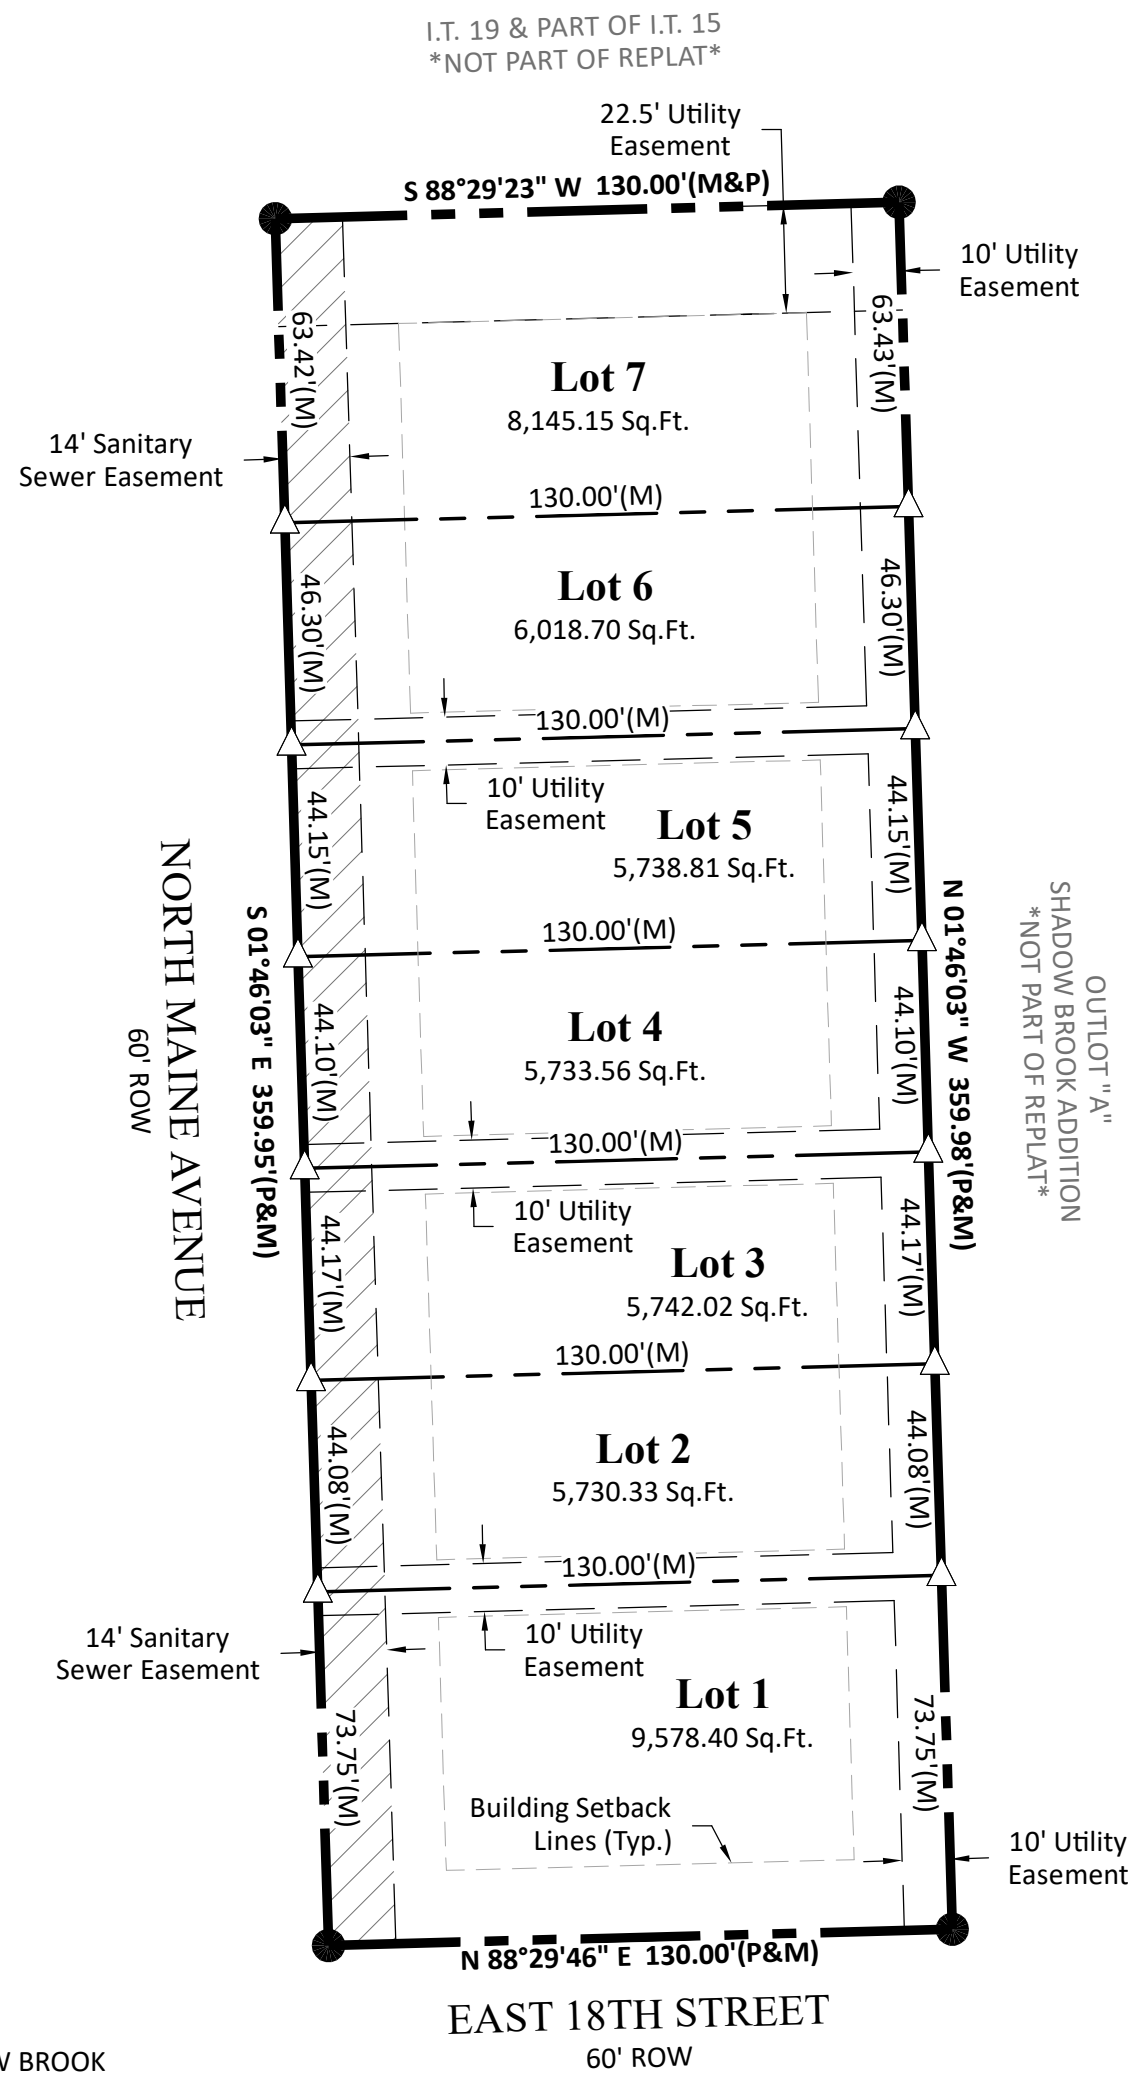 I.T. 19 & PART OF I.T. 15
*NOT PART OF REPLAT*
22.5' Utility
Easement
S 88°29'23" W 130.00'(M&P)
10' Utility
Easement
63.42'(M)
63.43'(M)
Lot 7
8,145.15 Sq.Ft.
14' Sanitary
Sewer Easement
130.00'(M)
46.30'(M)
46.30'(M)
Lot 6
6,018.70 Sq.Ft.
130.00'(M)
10' Utility
Easement
44.15'(M)
44.15'(M)
Lot 5
5,738.81 Sq.Ft.
NORTH MAINE AVENUE
60' ROW
S 01°46'03" E 359.95'(P&M)
N 01°46'03" W 359.98'(P&M)
OUTLOT "A"
SHADOW BROOK ADDITION
*NOT PART OF REPLAT*
130.00'(M)
44.10'(M)
44.10'(M)
Lot 4
5,733.56 Sq.Ft.
130.00'(M)
10' Utility
Easement
44.17'(M)
44.17'(M)
Lot 3
5,742.02 Sq.Ft.
130.00'(M)
44.08'(M)
44.08'(M)
Lot 2
5,730.33 Sq.Ft.
130.00'(M)
14' Sanitary
Sewer Easement
10' Utility
Easement
Lot 1
9,578.40 Sq.Ft.
73.75'(M)
73.75'(M)
Building Setback
Lines (Typ.)
10' Utility
Easement
N 88°29'46" E 130.00'(P&M)
EAST 18TH STREET
60' ROW
W BROOK